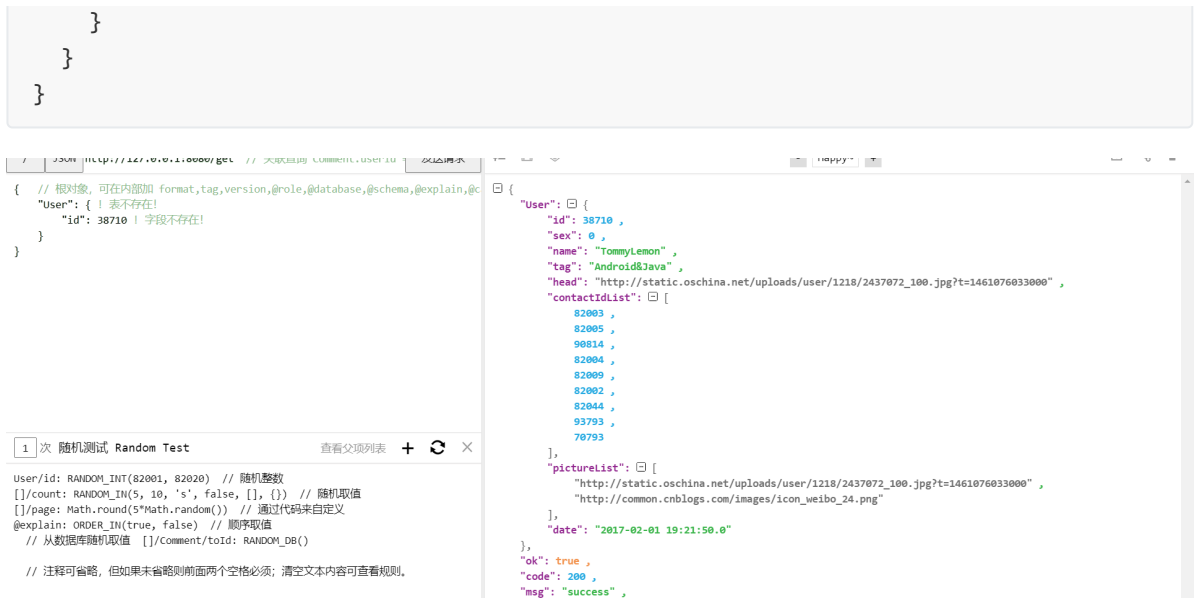 }
}
}
{ // 根对象，可在内部加 format,tag,version,@role,@database,@schema,@explain,@c
"User": { ! 表不存在!
"id": 38710 ! 字段不存在!
}
}
1 次 随机测试 Random Test 查看父项列表
User/id: RANDOM_INT(82001, 82020) // 随机整数
[]/count: RANDOM_IN(5, 10, 's', false, [], {}) // 随机取值
[]/page: Math.round(5*Math.random()) // 通过代码来自定义
@explain: ORDER_IN(true, false) // 顺序取值
// 从数据库随机取值 []/Comment/toId: RANDOM_DB()
// 注释可省略，但如果未省略则前面两个空格必须；清空文本内容可查看规则。
{
"User": {
"id": 38710 ,
"sex": 0 ,
"name": "TommyLemon" ,
"tag": "Android&Java" ,
"head": "http://static.oschina.net/uploads/user/1218/2437072_100.jpg?t=1461076033000" ,
"contactIdList": [
82003 ,
82005 ,
90814 ,
82004 ,
82009 ,
82002 ,
82044 ,
93793 ,
70793
],
"pictureList": [
"http://static.oschina.net/uploads/user/1218/2437072_100.jpg?t=1461076033000" ,
"http://common.cnblogs.com/images/icon_weibo_24.png"
],
"date": "2017-02-01 19:21:50.0"
},
"ok": true ,
"code": 200 ,
"msg": "success" ,